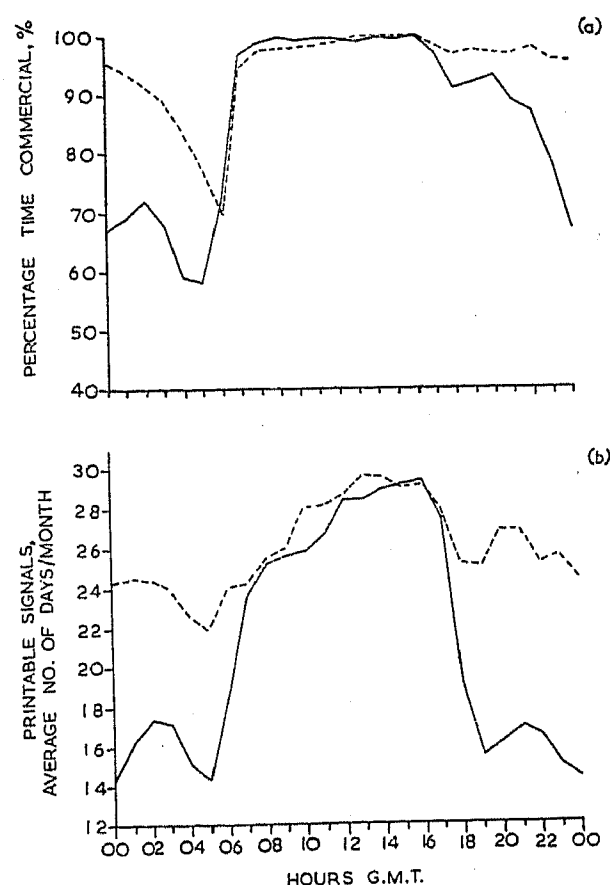 (a)
PERCENTAGE TIME COMMERCIAL, %
100
90
80
70
60
50
40
(b)
PRINTABLE SIGNALS,
AVERAGE NO. OF DAYS/MONTH
30
28
26
24
22
20
18
16
14
12
00 02 04 06 08 10 12 14 16 18 20 22 00
HOURS G.M.T.